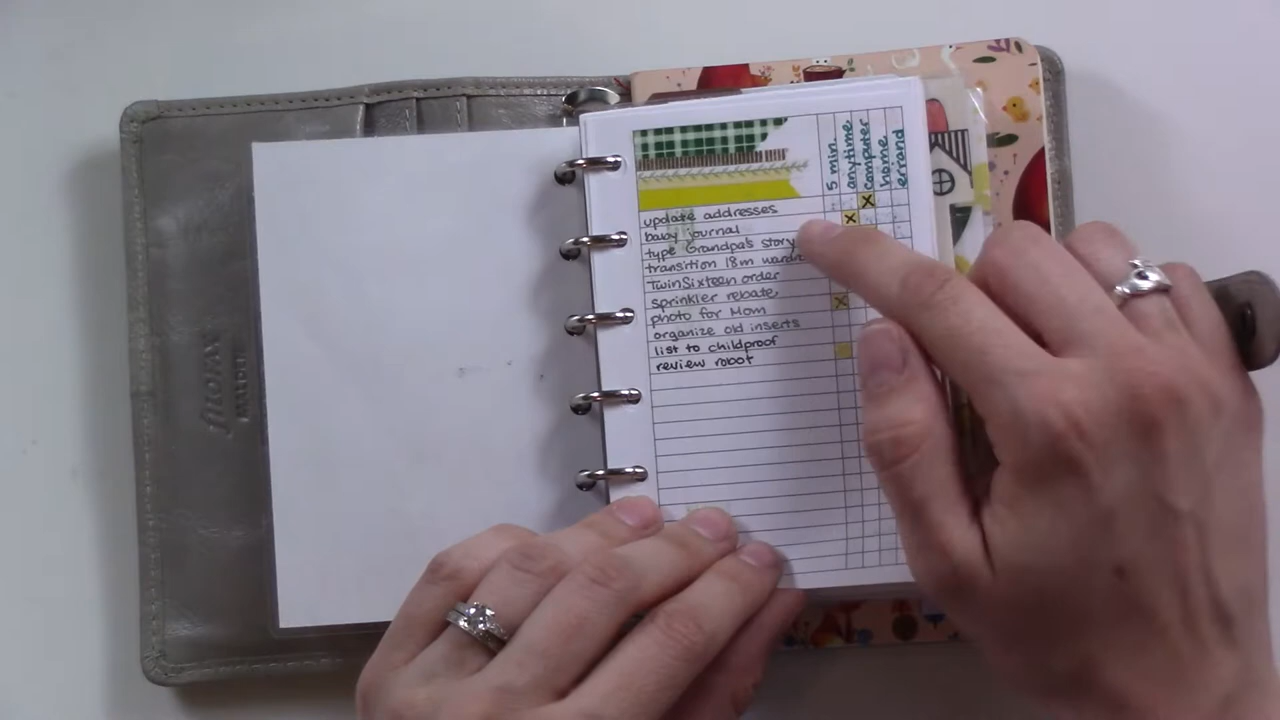 5 min.
anytime
computer
home
errand
update addresses
baby journal
type Grandpa's story
transition 18m
TwinSixteen order
sprinkler rebate
photo for Mom
organize old inserts
list to childproof
review robot
filofax